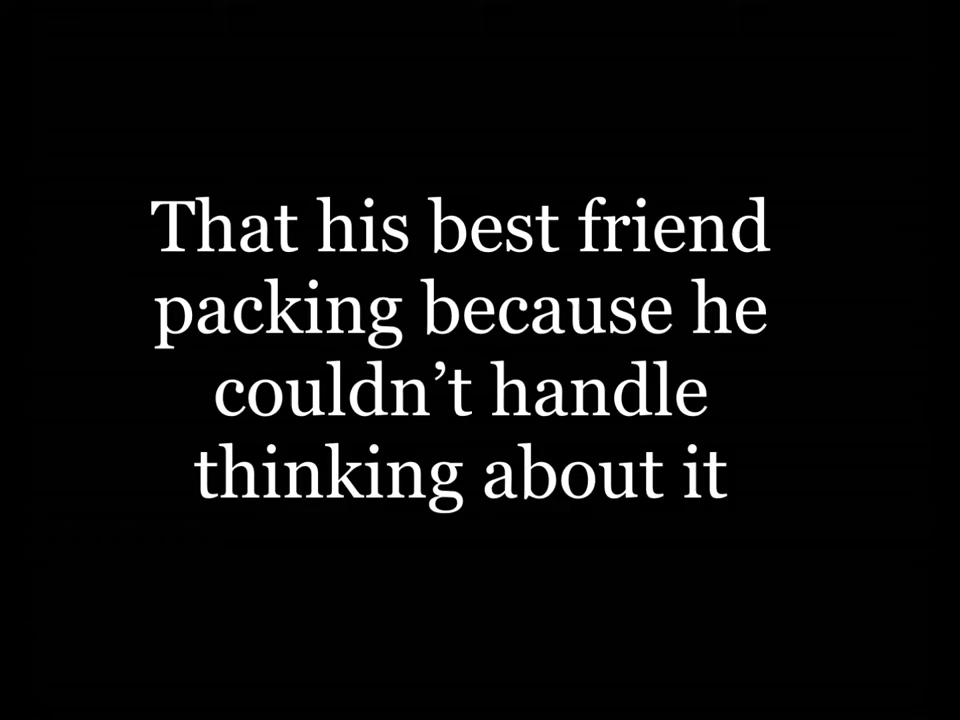 That his best friend
packing because he
couldn’t handle
thinking about it